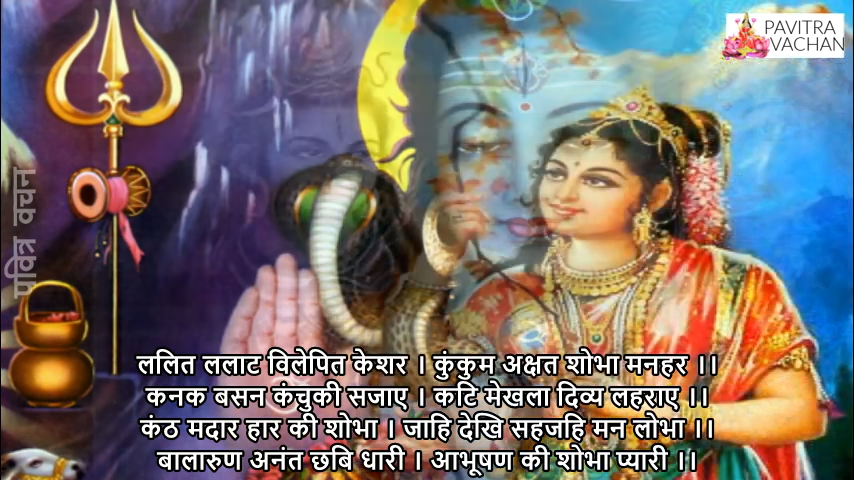 PAVITRA
VACHAN
पवित्र वचन
ललित ललाट विलेपित केशर । कुंकुम अक्षत शोभा मनहर ।।
कनक बसन कंचुकी सजाए । कटि मेखला दिव्य लहराए ।।
कंठ मदार हार की शोभा । जाहि देखि सहजहि मन लोभा ।।
बालारुण अनंत छबि धारी । आभूषण की शोभा प्यारी ।।